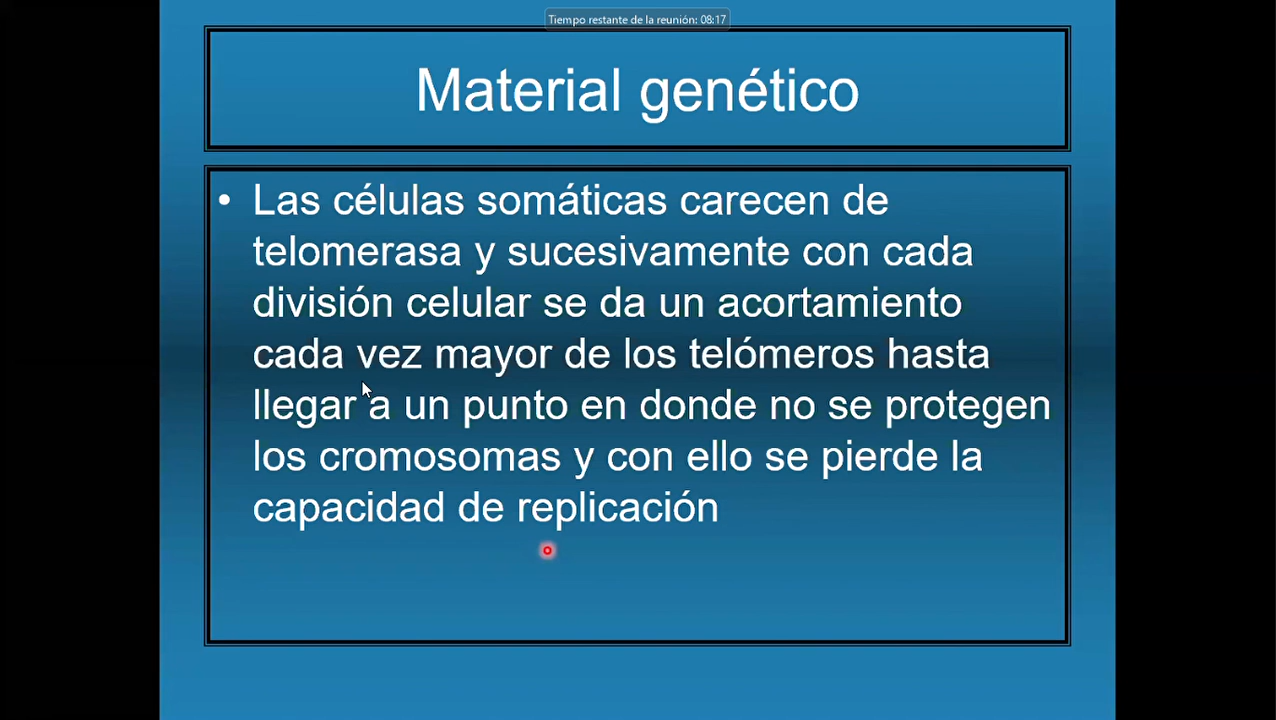 Tiempo restante de la reunión: 08:17
Material genético
• Las células somáticas carecen de
telomerasa y sucesivamente con cada
división celular se da un acortamiento
cada vez mayor de los telómeros hasta
llegar a un punto en donde no se protegen
los cromosomas y con ello se pierde la
capacidad de replicación